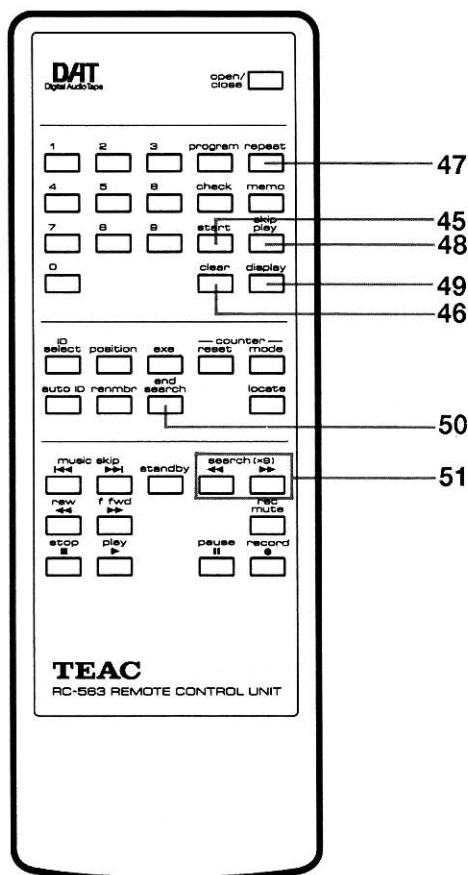 DAT
Digital Audio Tape
open/
close
1 2 3 program repeat
47
4 5 6 check memo
45
skip
7 8 9 start play
48
0 clear display
49
46
ID
select position exe
counter
reset mode
end
auto ID renmbr search locate
50
music skip standby search (×9)
51
rew f fwd rec
mute
stop play pause record
TEAC
RC-563 REMOTE CONTROL UNIT